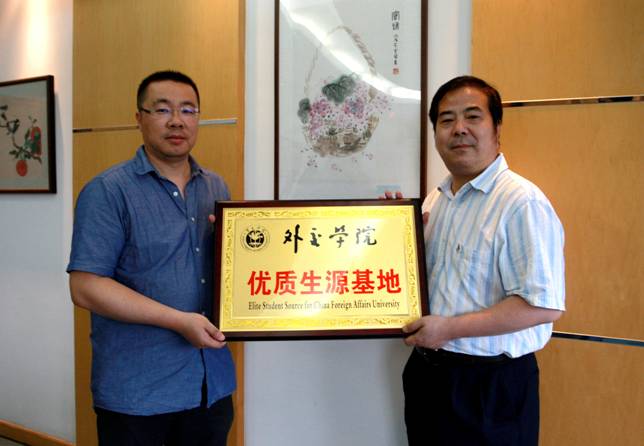 外交学院
优质生源基地
Elite Student Source for China Foreign Affairs University